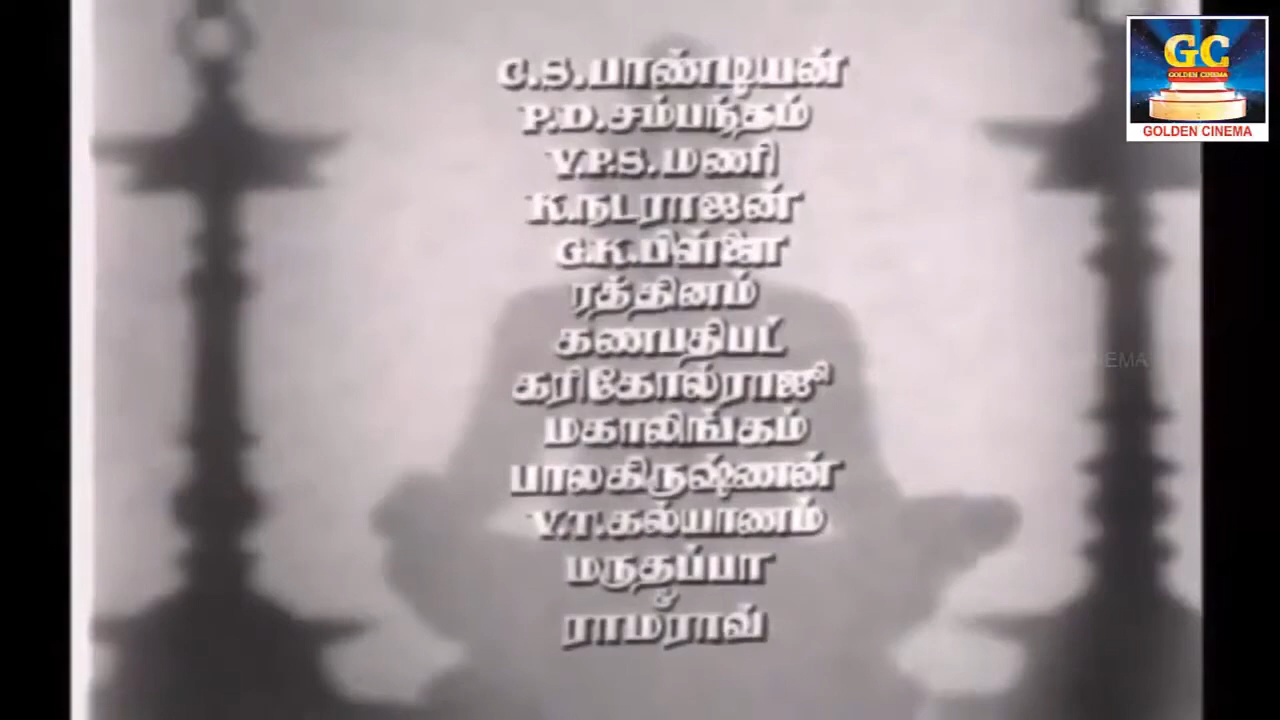 GC
GOLDEN CINEMA
GOLDEN CINEMA
C.S.பாண்டியன்
P.D.சம்பந்தம்
V.P.S.மணி
K.நடராஜன்
G.K.பிள்ளை
ரத்தினம்
கணபதிபட்
கரிகோல்ராஜு
மகாலிங்கம்
பாலகிருஷ்ணன்
V.T.கல்யாணம்
மருதப்பா
&
ராமராவ்